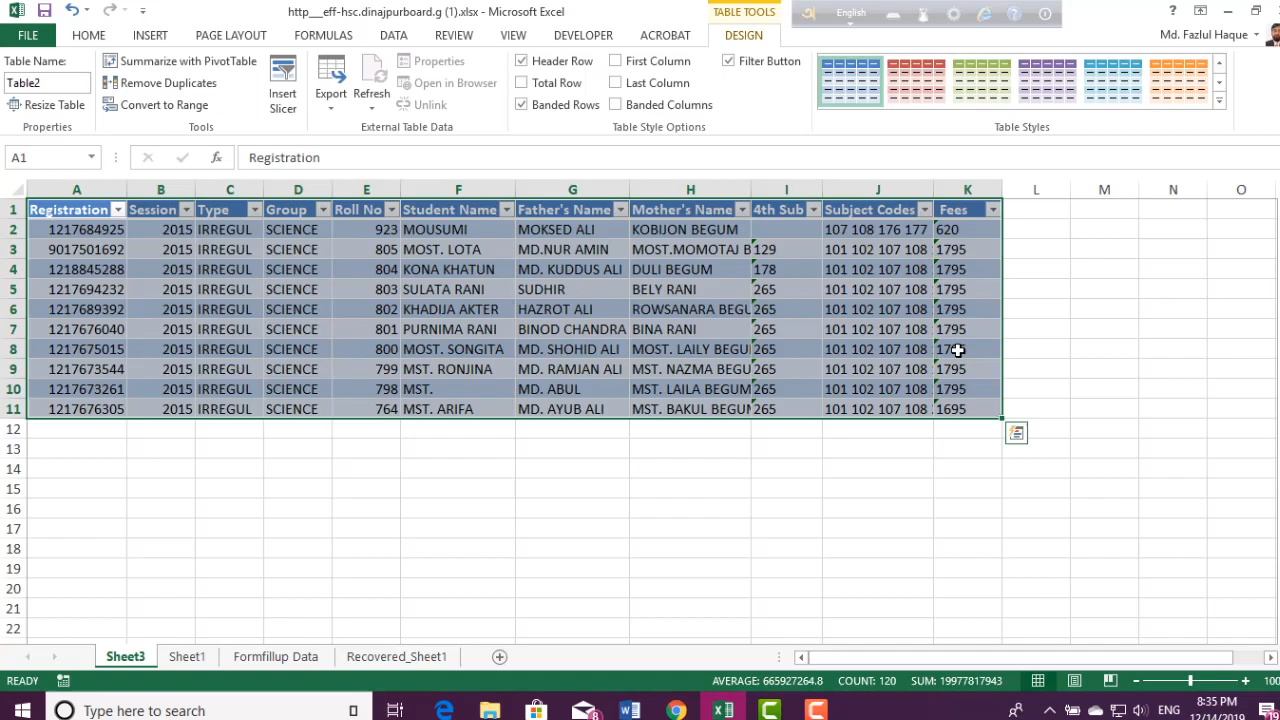 http___eff-hsc.dinajpurboard.g (1).xlsx - Microsoft Excel
TABLE TOOLS
English
FILE HOME INSERT PAGE LAYOUT FORMULAS DATA REVIEW VIEW DEVELOPER ACROBAT DESIGN Md. Fazlul Haque
Table Name:
Table2
Resize Table
Properties
Summarize with PivotTable
Remove Duplicates
Convert to Range
Tools
Insert Slicer
Export Refresh
Properties
Open in Browser
Unlink
External Table Data
Header Row First Column Filter Button
Total Row Last Column
Banded Rows Banded Columns
Table Style Options
Table Styles
A1 fx Registration
A B C D E F G H I J K L M N O
1 Registration Session Type Group Roll No Student Name Father's Name Mother's Name 4th Sub Subject Codes Fees
2 1217684925 2015 IRREGUL SCIENCE 923 MOUSUMI MOKSED ALI KOBIJON BEGUM 107 108 176 177 620
3 9017501692 2015 IRREGUL SCIENCE 805 MOST. LOTA MD.NUR AMIN MOST.MOMOTAJ B 129 101 102 107 108 1795
4 1218845288 2015 IRREGUL SCIENCE 804 KONA KHATUN MD. KUDDUS ALI DULI BEGUM 178 101 102 107 108 1795
5 1217694232 2015 IRREGUL SCIENCE 803 SULATA RANI SUDHIR BELY RANI 265 101 102 107 108 1795
6 1217689392 2015 IRREGUL SCIENCE 802 KHADIJA AKTER HAZROT ALI ROWSANARA BEGU 265 101 102 107 108 1795
7 1217676040 2015 IRREGUL SCIENCE 801 PURNIMA RANI BINOD CHANDRA BINA RANI 265 101 102 107 108 1795
8 1217675015 2015 IRREGUL SCIENCE 800 MOST. SONGITA MD. SHOHID ALI MOST. LAILY BEGU 265 101 102 107 108
9 1217673544 2015 IRREGUL SCIENCE 799 MST. RONJINA MD. RAMJAN ALI MST. NAZMA BEGU 265 101 102 107 108 1795
10 1217673261 2015 IRREGUL SCIENCE 798 MST. MD. ABUL MST. LAILA BEGUM 265 101 102 107 108 1795
11 1217676305 2015 IRREGUL SCIENCE 764 MST. ARIFA MD. AYUB ALI MST. BAKUL BEGUM 265 101 102 107 108 1695
12
13
14
15
16
17
18
19
20
21
22
Sheet3 Sheet1 Formfillup Data Recovered_Sheet1
READY AVERAGE: 665927264.8 COUNT: 120 SUM: 19977817943 100
Type here to search 8 ENG 8:35 PM
12/14/2019